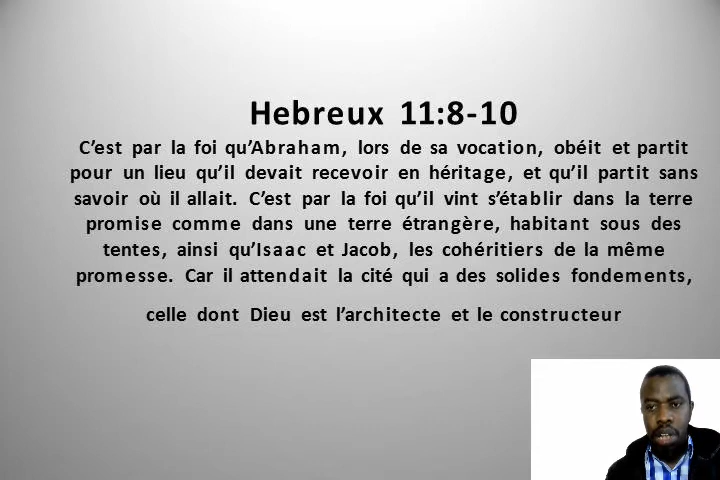 Hebreux 11:8-10
C’est par la foi qu’Abraham, lors de sa vocation, obéit et partit
pour un lieu qu’il devait recevoir en héritage, et qu’il partit sans
savoir où il allait. C’est par la foi qu’il vint s’établir dans la terre
promise comme dans une terre étrangère, habitant sous des
tentes, ainsi qu’Isaac et Jacob, les cohéritiers de la même
promesse. Car il attendait la cité qui a des solides fondements,
celle dont Dieu est l’architecte et le constructeur